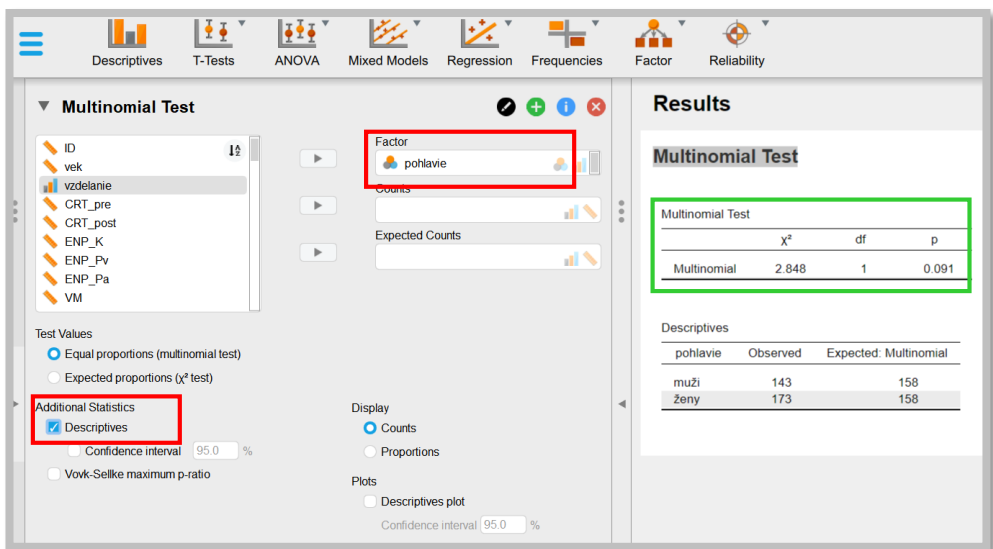 Descriptives T-Tests ANOVA Mixed Models Regression Frequencies Factor Reliability
Multinomial Test
ID
vek
vzdelanie
CRT_pre
CRT_post
ENP_K
ENP_Pv
ENP_Pa
VM
Factor
pohlavie
Counts
Expected Counts
Test Values
Equal proportions (multinomial test)
Expected proportions (χ² test)
Additional Statistics
Descriptives
Confidence interval 95.0 %
Vovk-Sellke maximum p-ratio
Display
Counts
Proportions
Plots
Descriptives plot
Confidence interval 95.0 %
Results
Multinomial Test
Multinomial Test
χ² df p
Multinomial 2.848 1 0.091
Descriptives
pohlavie Observed Expected: Multinomial
muži 143 158
ženy 173 158